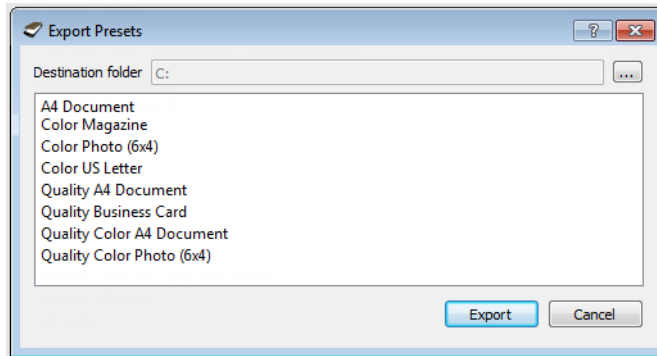 Export Presets
Destination folder C: ...
A4 Document
Color Magazine
Color Photo (6x4)
Color US Letter
Quality A4 Document
Quality Business Card
Quality Color A4 Document
Quality Color Photo (6x4)
Export Cancel